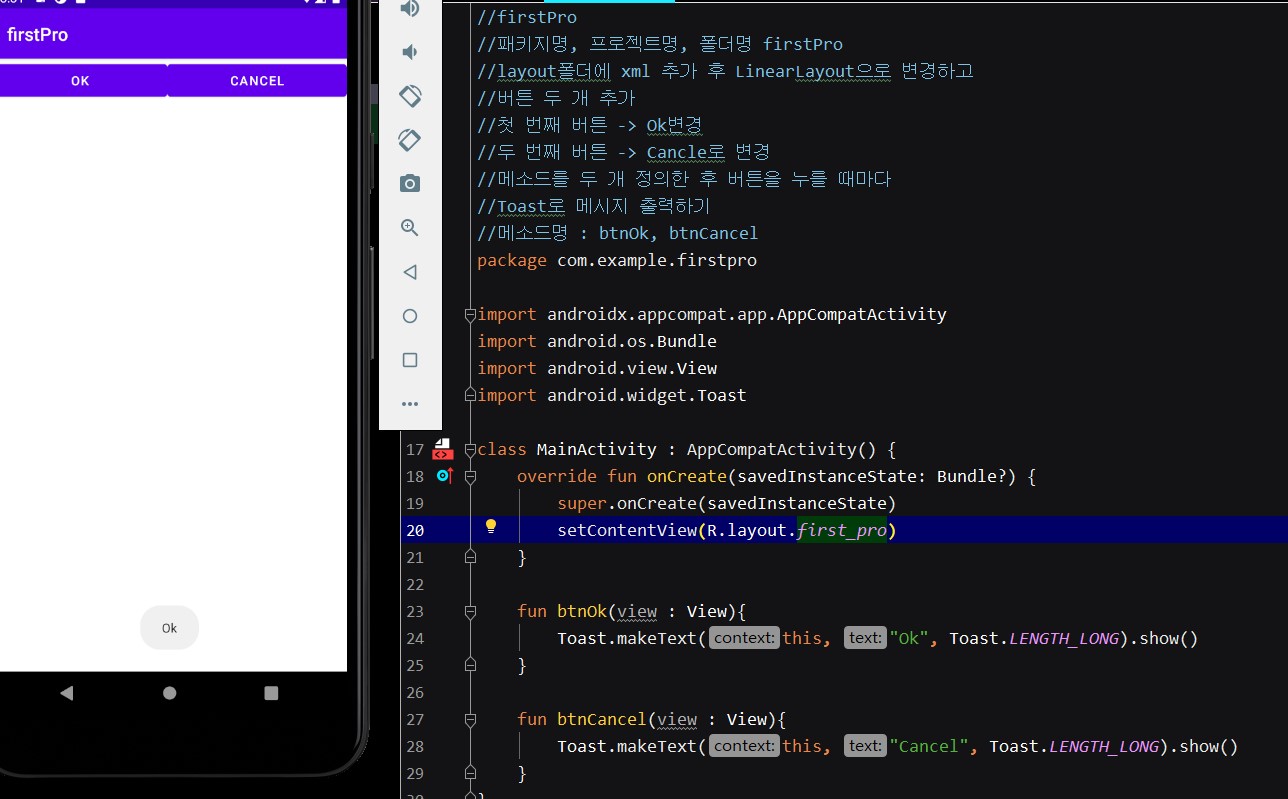 firstPro
OK
CANCEL
Ok
//firstPro
//패키지명, 프로젝트명, 폴더명 firstPro
//layout폴더에 xml 추가 후 LinearLayout으로 변경하고
//버튼 두 개 추가
//첫 번째 버튼 -> Ok변경
//두 번째 버튼 -> Cancle로 변경
//메소드를 두 개 정의한 후 버튼을 누를 때마다
//Toast로 메시지 출력하기
//메소드명 : btnOk, btnCancel
package com.example.firstpro
import androidx.appcompat.app.AppCompatActivity
import android.os.Bundle
import android.view.View
import android.widget.Toast
17 class MainActivity : AppCompatActivity() {
18 override fun onCreate(savedInstanceState: Bundle?) {
19 super.onCreate(savedInstanceState)
20 setContentView(R.layout.first_pro)
21 }
22
23 fun btnOk(view : View){
24 Toast.makeText( context: this, text: "Ok", Toast.LENGTH_LONG).show()
25 }
26
27 fun btnCancel(view : View){
28 Toast.makeText( context: this, text: "Cancel", Toast.LENGTH_LONG).show()
29 }